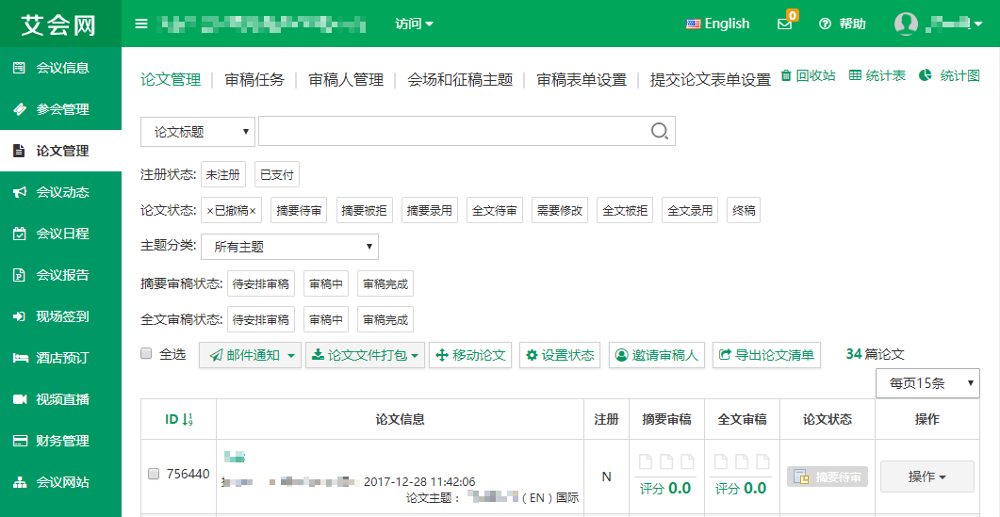 艾会网 访问 English 0 帮助
会议信息
参会管理
论文管理
会议动态
会议日程
会议报告
现场签到
酒店预订
视频直播
财务管理
会议网站
论文管理 | 审稿任务 | 审稿人管理 | 会场和征稿主题 | 审稿表单设置 | 提交论文表单设置 回收站 统计表 统计图
论文标题
注册状态: 未注册 已支付
论文状态: ×已撤稿× 摘要待审 摘要被拒 摘要录用 全文待审 需要修改 全文被拒 全文录用 终稿
主题分类: 所有主题
摘要审稿状态: 待安排审稿 审稿中 审稿完成
全文审稿状态: 待安排审稿 审稿中 审稿完成
全选 邮件通知 论文文件打包 移动论文 设置状态 邀请审稿人 导出论文清单 34 篇论文
每页15条
ID 论文信息 注册 摘要审稿 全文审稿 论文状态 操作
756440 2017-12-28 11:42:06 N 评分 0.0 评分 0.0 摘要待审 操作
论文主题： （EN）国际